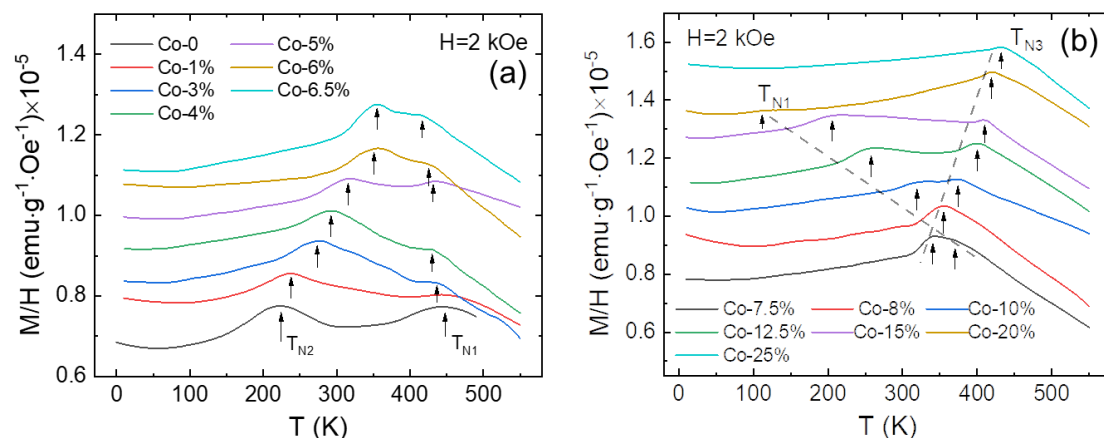 H=2 kOe
(a)
Co-0
Co-5%
Co-1%
Co-6%
Co-3%
Co-6.5%
Co-4%
T_N2
T_N1
M/H (emu·g⁻¹·Oe⁻¹)×10⁻⁵
1.4
1.2
1.0
0.8
0.6
0
100
200
300
400
500
T (K)
H=2 kOe
(b)
T_N3
T_N1
Co-7.5%
Co-8%
Co-10%
Co-12.5%
Co-15%
Co-20%
Co-25%
M/H (emu·g⁻¹·Oe⁻¹)×10⁻⁵
1.6
1.4
1.2
1.0
0.8
0.6
0
100
200
300
400
500
T (K)